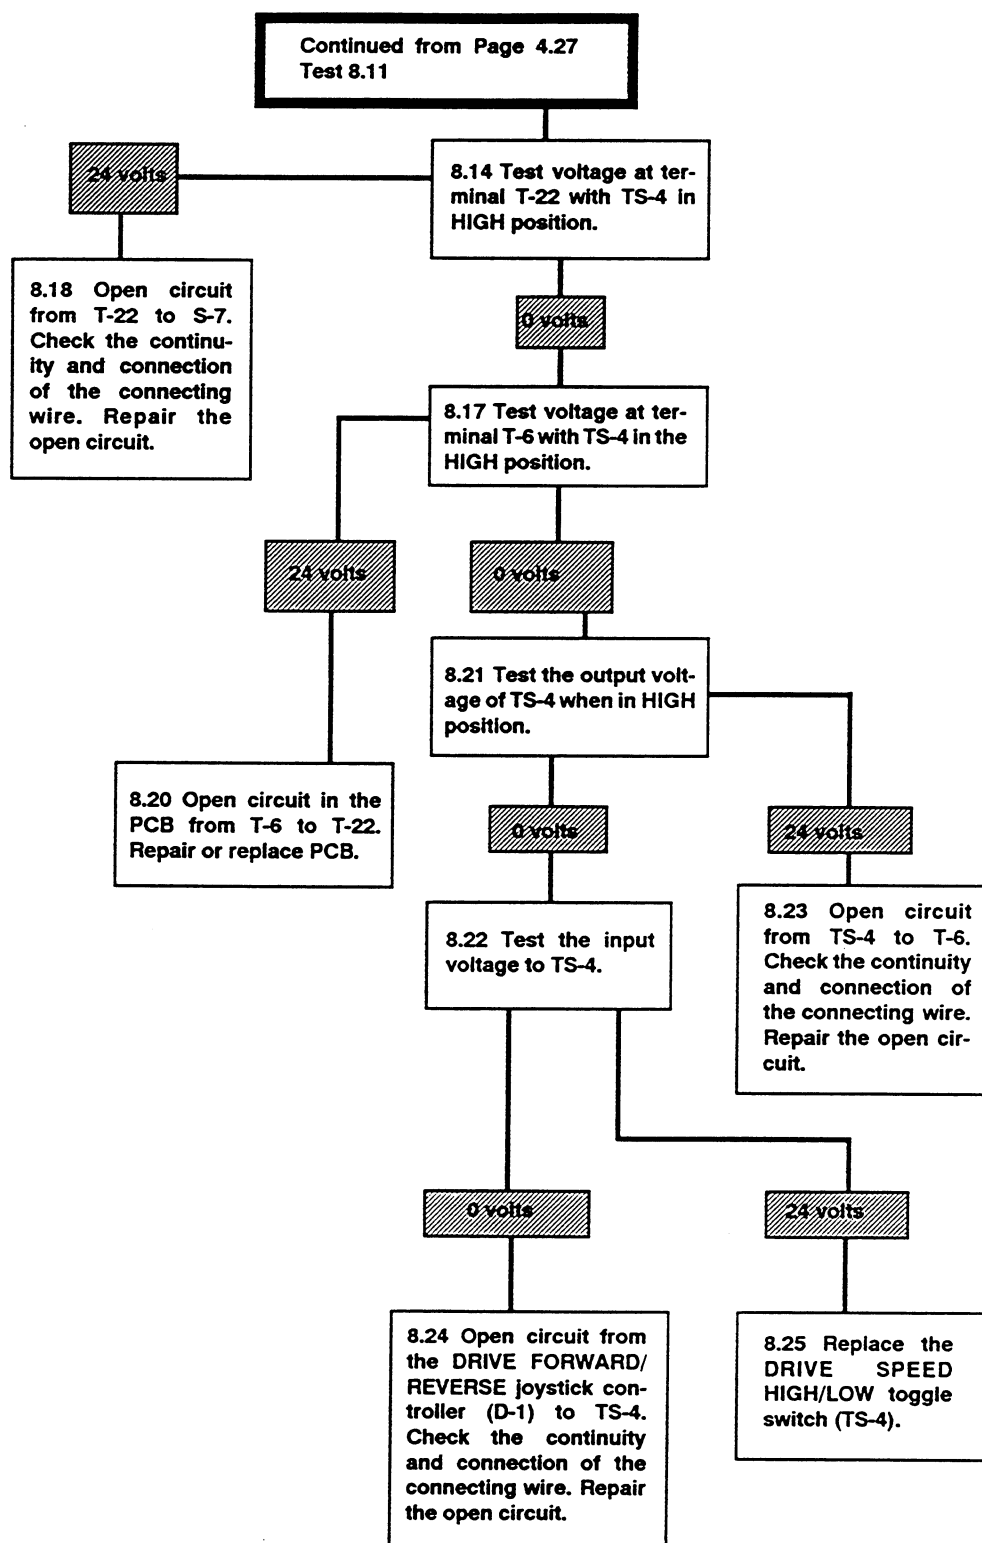 Continued from Page 4.27
Test 8.11
24 volts
8.14 Test voltage at ter-
minal T-22 with TS-4 in
HIGH position.
8.18 Open circuit
from T-22 to S-7.
Check the continu-
ity and connection
of the connecting
wire. Repair the
open circuit.
0 volts
8.17 Test voltage at ter-
minal T-6 with TS-4 in the
HIGH position.
24 volts
0 volts
8.21 Test the output volt-
age of TS-4 when in HIGH
position.
8.20 Open circuit in the
PCB from T-6 to T-22.
Repair or replace PCB.
0 volts
24 volts
8.22 Test the input
voltage to TS-4.
8.23 Open circuit
from TS-4 to T-6.
Check the continuity
and connection of
the connecting wire.
Repair the open cir-
cuit.
0 volts
24 volts
8.24 Open circuit from
the DRIVE FORWARD/
REVERSE joystick con-
troller (D-1) to TS-4.
Check the continuity
and connection of the
connecting wire. Repair
the open circuit.
8.25 Replace the
DRIVE SPEED
HIGH/LOW toggle
switch (TS-4).